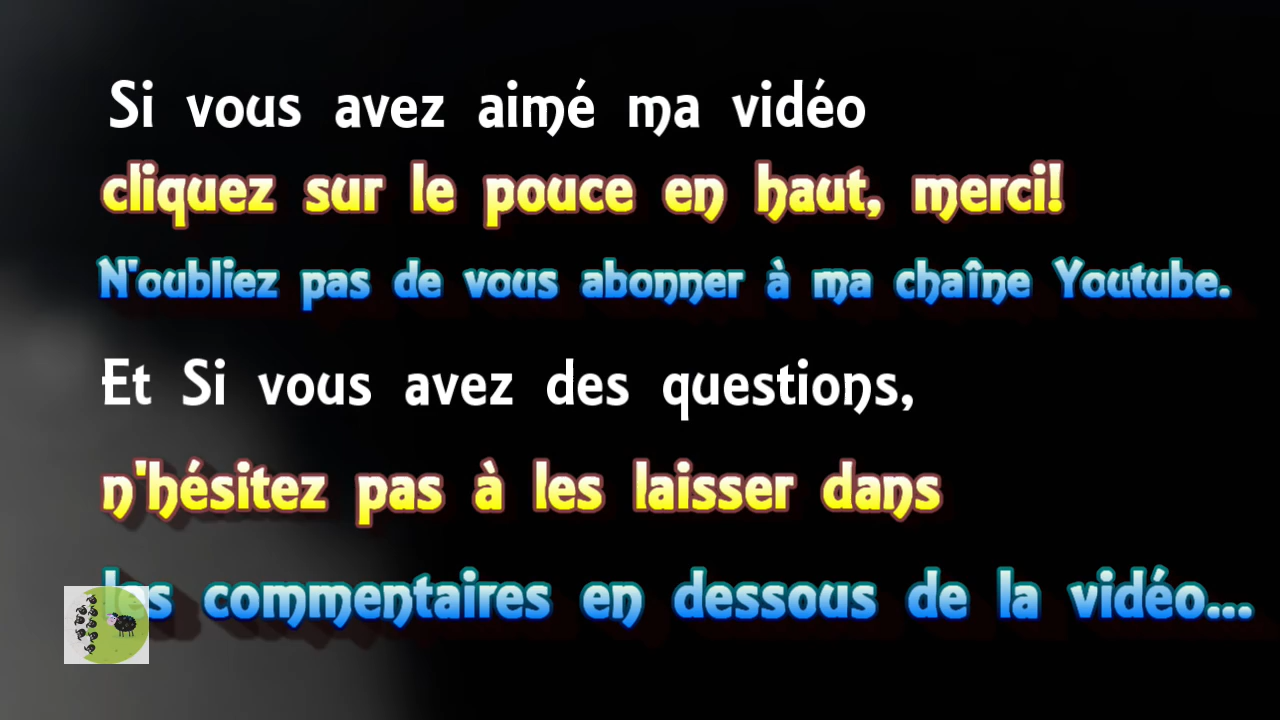 Si vous avez aimé ma vidéo
cliquez sur le pouce en haut, merci!
N'oubliez pas de vous abonner à ma chaîne Youtube.
Et Si vous avez des questions,
n'hésitez pas à les laisser dans
les commentaires en dessous de la vidéo...